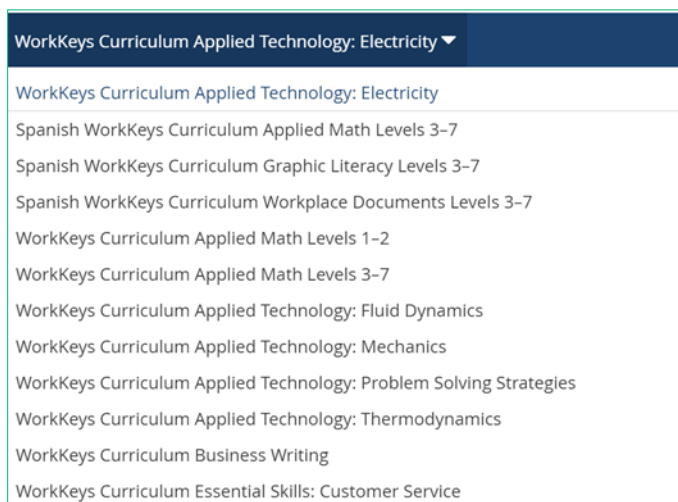 WorkKeys Curriculum Applied Technology: Electricity
WorkKeys Curriculum Applied Technology: Electricity
Spanish WorkKeys Curriculum Applied Math Levels 3–7
Spanish WorkKeys Curriculum Graphic Literacy Levels 3–7
Spanish WorkKeys Curriculum Workplace Documents Levels 3–7
WorkKeys Curriculum Applied Math Levels 1–2
WorkKeys Curriculum Applied Math Levels 3–7
WorkKeys Curriculum Applied Technology: Fluid Dynamics
WorkKeys Curriculum Applied Technology: Mechanics
WorkKeys Curriculum Applied Technology: Problem Solving Strategies
WorkKeys Curriculum Applied Technology: Thermodynamics
WorkKeys Curriculum Business Writing
WorkKeys Curriculum Essential Skills: Customer Service